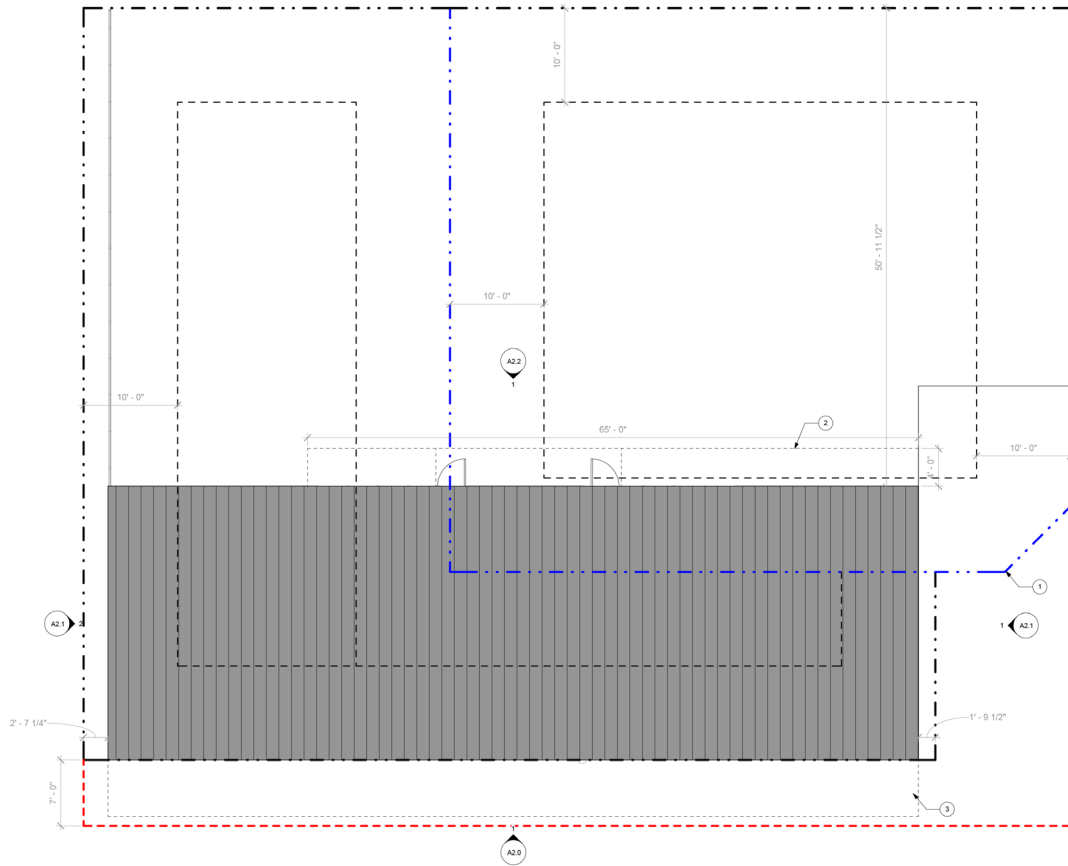 10' - 0"
50' - 11 1/2"
10' - 0"
A2.2
1
10' - 0"
65' - 0"
2
10' - 0"
4' - 0"
1
A2.1
2
1
A2.1
2' - 7 1/4"
1' - 9 1/2"
7' - 0"
3
1
A2.0